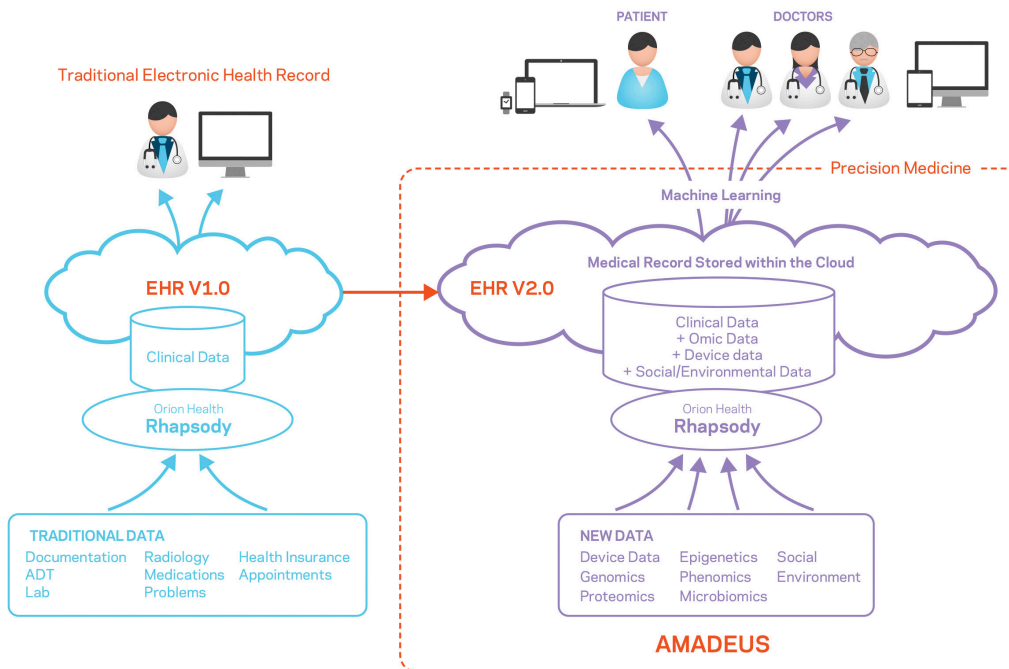 PATIENT
DOCTORS
Traditional Electronic Health Record
Precision Medicine
Machine Learning
EHR V1.0
Clinical Data
Orion Health
Rhapsody
TRADITIONAL DATA
Documentation
ADT
Lab
Radiology
Medications
Problems
Health Insurance
Appointments
Medical Record Stored within the Cloud
EHR V2.0
Clinical Data
+ Omic Data
+ Device data
+ Social/Environmental Data
Orion Health
Rhapsody
NEW DATA
Device Data
Genomics
Proteomics
Epigenetics
Phenomics
Microbiomics
Social
Environment
AMADEUS